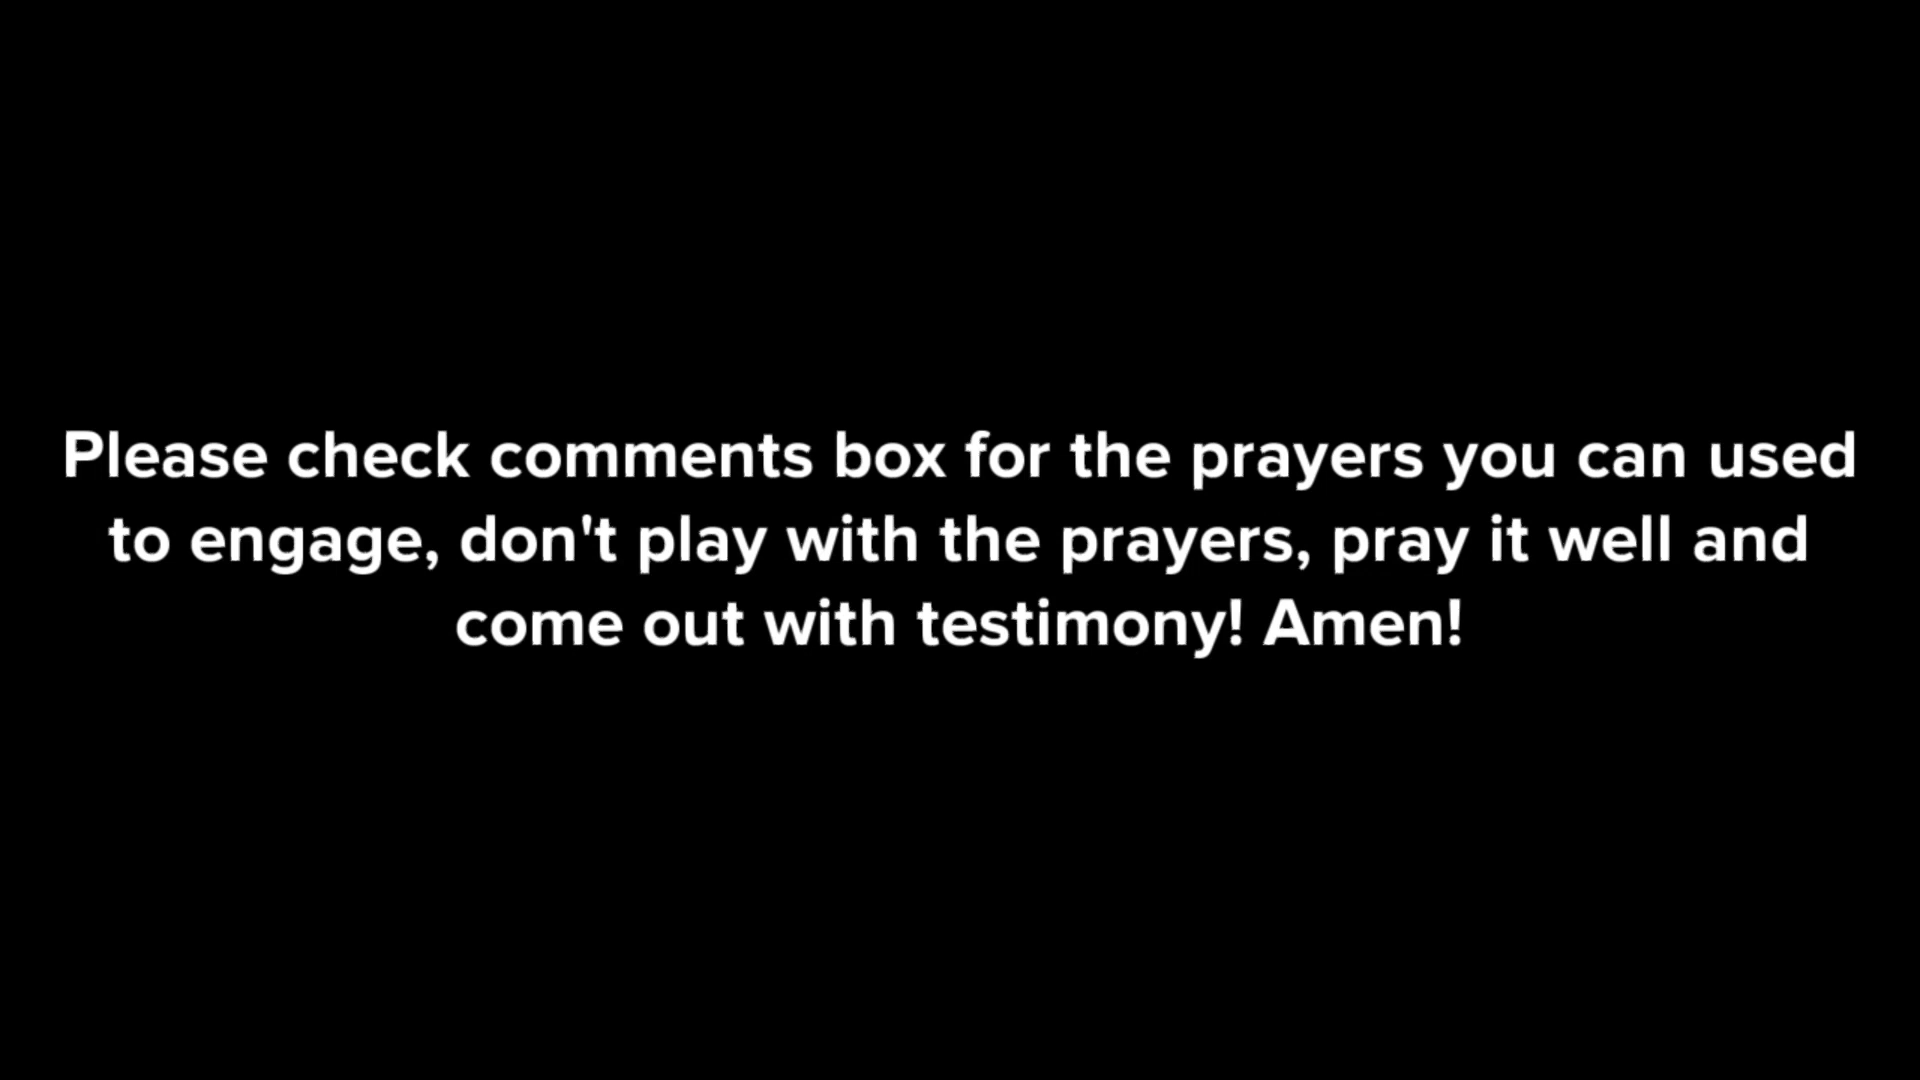 Please check comments box for the prayers you can used
to engage, don't play with the prayers, pray it well and
come out with testimony! Amen!